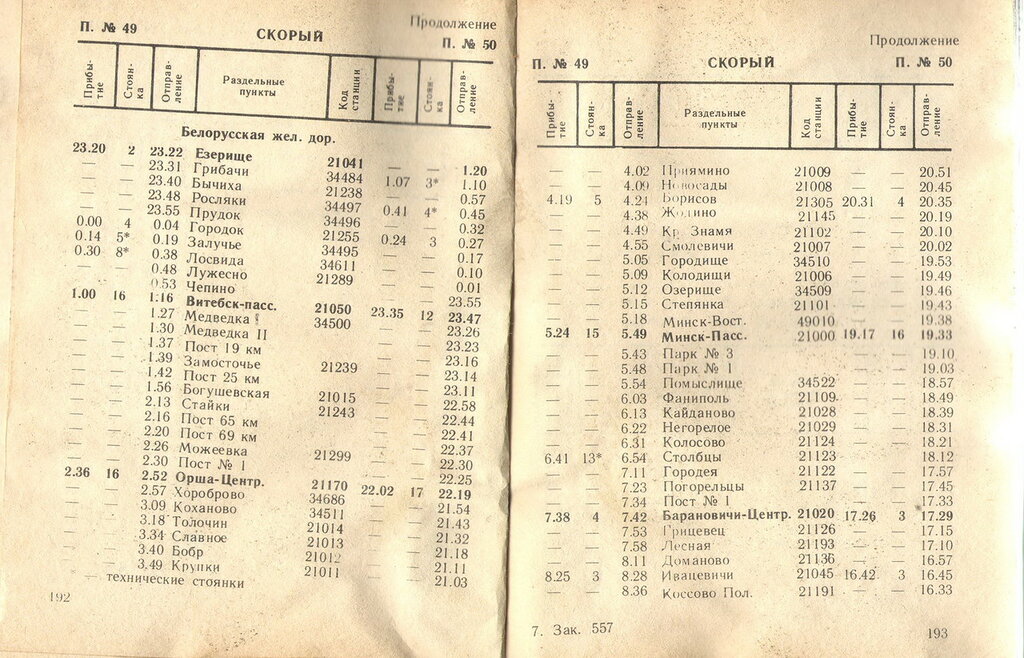 П. № 49 СКОРЫЙ Продолжение
П. № 50
Прибытие Стоянка Отправление Раздельные пункты Код станции Прибытие Стоянка Отправление
Белорусская жел. дор.
23.20 2 23.22 Езерище 21041 — — 1.20
— — 23.31 Грибачи 34484 1.07 3* 1.10
— — 23.40 Бычиха 21238 — — 0.57
— — 23.48 Росляки 34497 0.41 4* 0.45
— — 23.55 Прудок 34496 — — 0.32
0.00 4 0.04 Городок 21255 0.24 3 0.27
0.14 5* 0.19 Залучье 34495 — — 0.17
0.30 8* 0.38 Лосвида 34611 — — 0.10
— — 0.48 Лужесно 21289 — — 0.01
— — 0.53 Чепино — — 23.55
1.00 16 1.16 Витебск-пасс. 21050 23.35 12 23.47
— — 1.27 Медведка I 34500 — — 23.26
— — 1.30 Медведка II — — 23.23
— — 1.37 Пост 19 км — — 23.16
— — 1.39 Замосточье 21239 — — 23.14
— — 1.42 Пост 25 км — — 23.11
— — 1.56 Богушевская 21015 — — 22.58
— — 2.13 Стайки 21243 — — 22.44
— — 2.16 Пост 65 км — — 22.41
— — 2.20 Пост 69 км — — 22.37
— — 2.26 Можеевка 21299 — — 22.30
— — 2.30 Пост № 1 — — 22.25
2.36 16 2.52 Орша-Центр. 21170 22.02 17 22.19
— — 2.57 Хороброво 34686 — — 21.54
— — 3.09 Коханово 34511 — — 21.43
— — 3.18 Толочин 21014 — — 21.32
— — 3.34 Славное 21013 — — 21.18
— — 3.40 Бобр 21012 — — 21.11
— — 3.49 Крупки 21011 — — 21.03
— технические стоянки
192
Продолжение
П. № 49 СКОРЫЙ П. № 50
Прибытие Стоянка Отправление Раздельные пункты Код станции Прибытие Стоянка Отправление
— — 4.02 Приямино 21009 — — 20.51
— — 4.09 Новосады 21008 — — 20.45
4.19 5 4.24 Борисов 21305 20.31 4 20.35
— — 4.38 Жодино 21145 — — 20.19
— — 4.49 Кр. Знамя 21102 — — 20.10
— — 4.55 Смолевичи 21007 — — 20.02
— — 5.05 Городище 34510 — — 19.53
— — 5.09 Колодищи 21006 — — 19.49
— — 5.12 Озерище 34509 — — 19.46
— — 5.15 Степянка 21101 — — 19.43
— — 5.18 Минск-Вост. 49010 — — 19.38
5.24 15 5.49 Минск-Пасс. 21000 19.17 16 19.33
— — 5.43 Парк № 3 — — 19.10
— — 5.48 Парк № 1 — — 19.03
— — 5.54 Помыслище 34522 — — 18.57
— — 6.03 Фаниполь 21109 — — 18.49
— — 6.13 Кайданово 21028 — — 18.39
— — 6.22 Негорелое 21029 — — 18.31
— — 6.31 Колосово 21124 — — 18.21
6.41 13* 6.54 Столбцы 21123 — — 18.12
— — 7.11 Городея 21122 — — 17.57
— — 7.23 Погорельцы 21137 — — 17.45
— — 7.34 Пост № 1 — — 17.33
7.38 4 7.42 Барановичи-Центр. 21020 17.26 3 17.29
— — 7.53 Грицевец 21126 — — 17.15
— — 7.58 Лесная 21193 — — 17.10
— — 8.11 Доманово 21136 — — 16.57
8.25 3 8.28 Ивацевичи 21045 16.42 3 16.45
— — 8.36 Коссово Пол. 21191 — — 16.33
7. Зак. 557
193